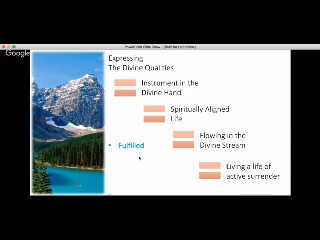 Google
Expressing
The Divine Qualities
Instrument in the
Divine Hand
Spiritually Aligned
Life
Flowing in the
Divine Stream
• Fulfilled
Living a life of
active surrender